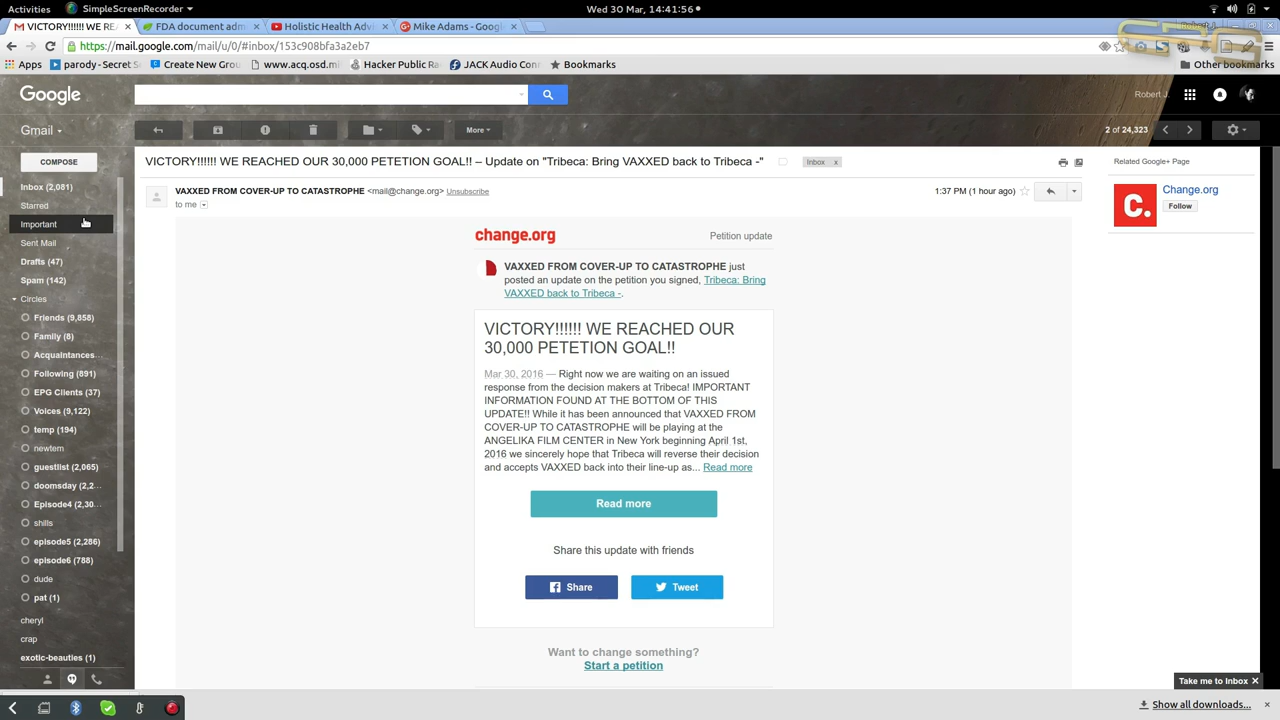 Activities
SimpleScreenRecorder
Wed 30 Mar, 14:41:56
VICTORY!!!!!! WE REA
FDA document adm
Holistic Health Adv
Mike Adams - Googl
https://mail.google.com/mail/u/0/#inbox/153c908bfa3a2eb7
Apps
parody - Secret S
Create New Gro
www.acq.osd.mi
Hacker Public Ra
JACK Audio Conn
Bookmarks
Other bookmarks
Google
Robert J.
Gmail
More
2 of 24,323
COMPOSE
VICTORY!!!!!! WE REACHED OUR 30,000 PETETION GOAL!! – Update on "Tribeca: Bring VAXXED back to Tribeca -"
Inbox x
Related Google+ Page
Inbox (2,081)
Starred
Important
Sent Mail
Drafts (47)
Spam (142)
Circles
Friends (9,858)
Family (8)
Acquaintances...
Following (891)
EPG Clients (37)
Voices (9,122)
temp (194)
newtem
guestlist (2,065)
doomsday (2,2...
Episode4 (2,30...
shills
episode5 (2,286)
episode6 (788)
dude
pat (1)
cheryl
crap
exotic-beauties (1)
VAXXED FROM COVER-UP TO CATASTROPHE <mail@change.org> Unsubscribe
to me
1:37 PM (1 hour ago)
C.
Change.org
Follow
change.org
Petition update
VAXXED FROM COVER-UP TO CATASTROPHE just
posted an update on the petition you signed, Tribeca: Bring
VAXXED back to Tribeca -.
VICTORY!!!!!! WE REACHED OUR
30,000 PETETION GOAL!!
Mar 30, 2016 — Right now we are waiting on an issued
response from the decision makers at Tribeca! IMPORTANT
INFORMATION FOUND AT THE BOTTOM OF THIS
UPDATE!! While it has been announced that VAXXED FROM
COVER-UP TO CATASTROPHE will be playing at the
ANGELIKA FILM CENTER in New York beginning April 1st,
2016 we sincerely hope that Tribeca will reverse their decision
and accepts VAXXED back into their line-up as... Read more
Read more
Share this update with friends
Share
Tweet
Want to change something?
Start a petition
Take me to Inbox
Show all downloads...